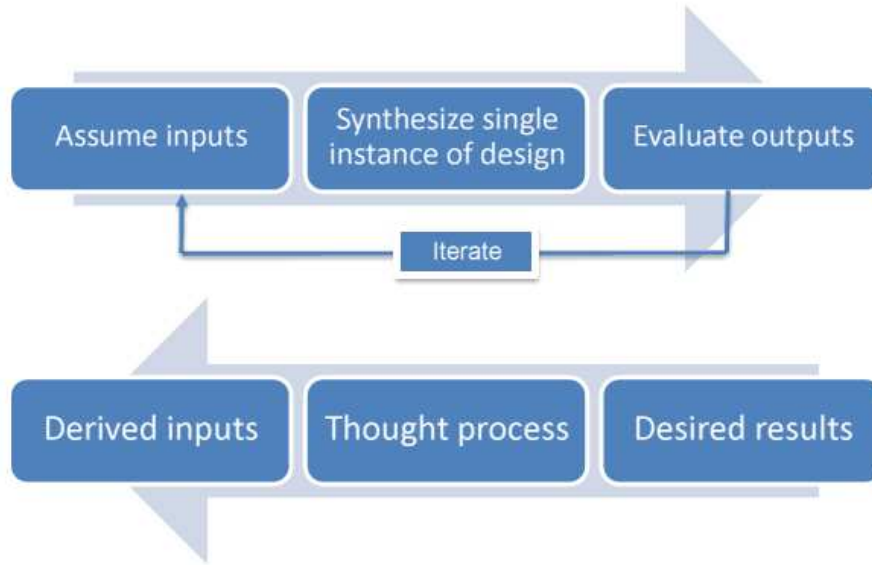 Assume inputs
Synthesize single
instance of design
Evaluate outputs
Iterate
Derived inputs
Thought process
Desired results